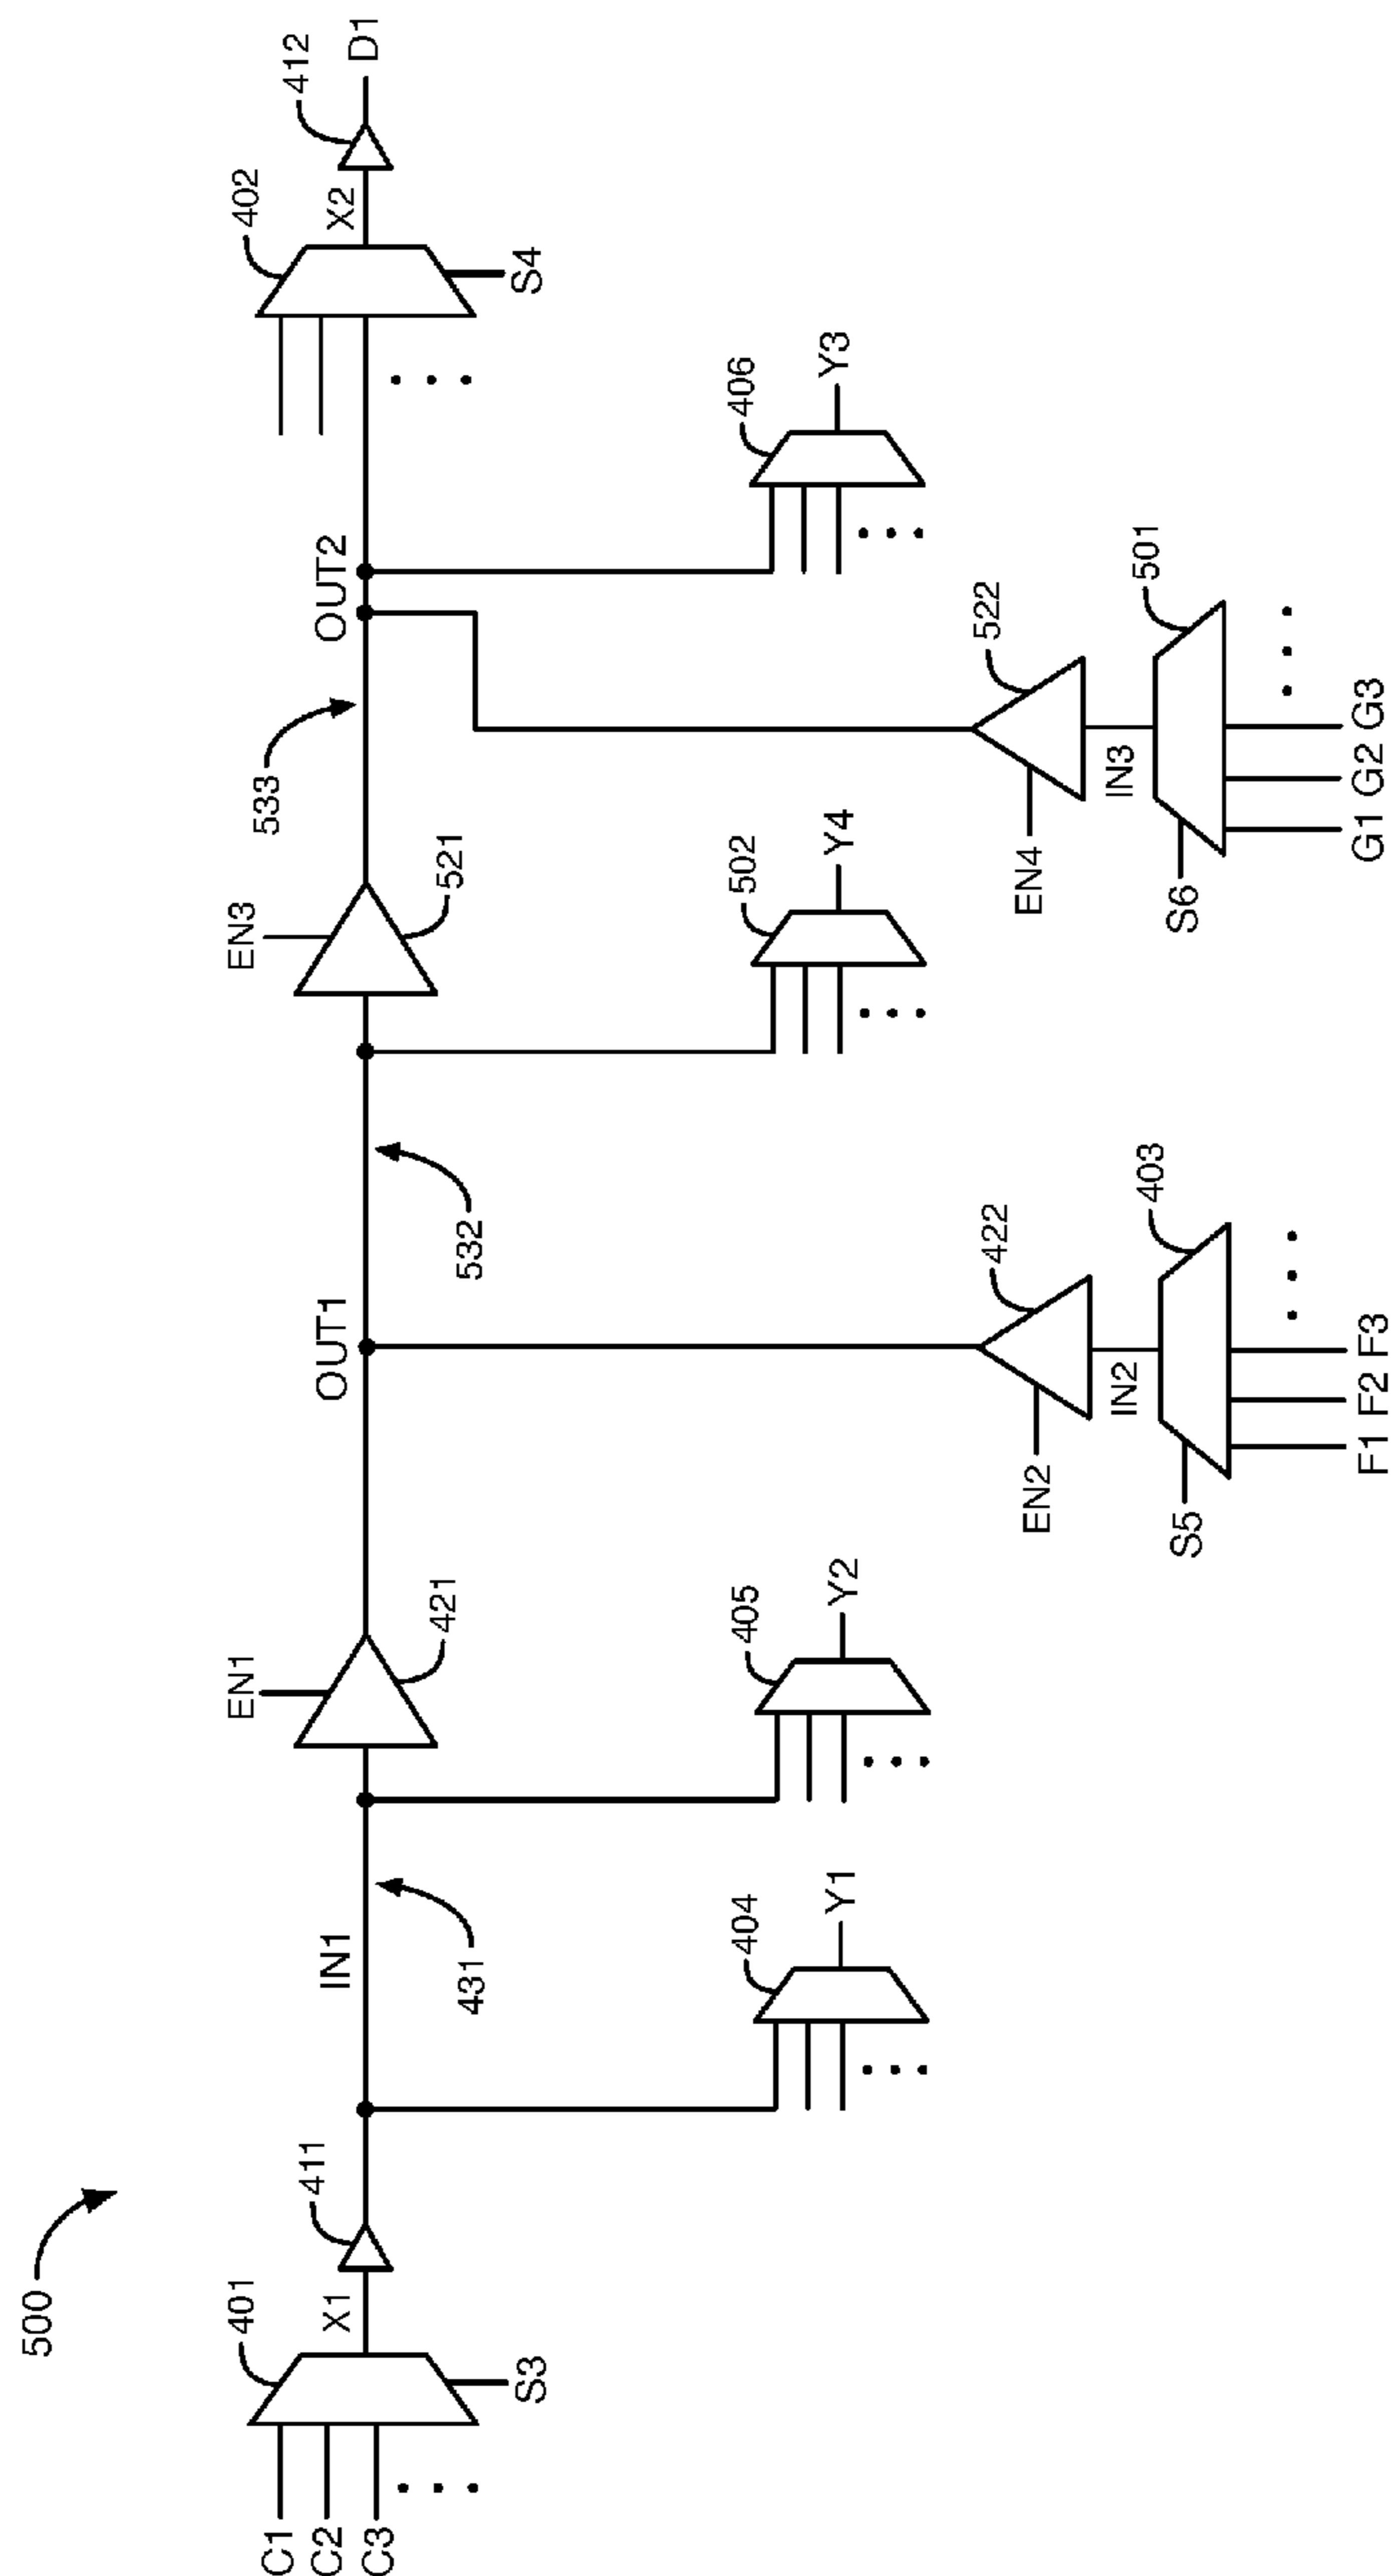 500
C1
C2
C3
401
S3
X1
411
IN1
431
404
Y1
405
Y2
EN1
421
OUT1
422
EN2
IN2
403
S5
F1 F2 F3
532
502
Y4
EN3
521
533
OUT2
522
EN4
IN3
501
S6
G1 G2 G3
406
Y3
402
S4
X2
412
D1